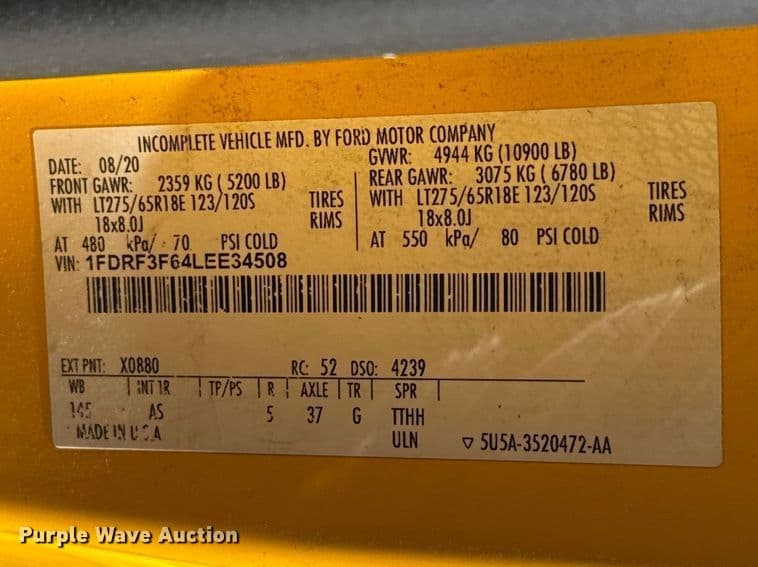 INCOMPLETE VEHICLE MFD. BY FORD MOTOR COMPANY
DATE: 08/20 GVWR: 4944 KG (10900 LB)
FRONT GAWR: 2359 KG ( 5200 LB) REAR GAWR: 3075 KG ( 6780 LB)
WITH LT275/65R18E 123/120S TIRES WITH LT275/65R18E 123/120S TIRES
18x8.0J RIMS 18x8.0J RIMS
AT 480 kPa/ 70 PSI COLD AT 550 kPa/ 80 PSI COLD
VIN: 1FDRF3F64LEE34508
EXT PNT: X0880 RC: 52 DSO: 4239
WB | INT TR | TP/PS | R | AXLE | TR | SPR
145 AS 5 37 G TTHH
MADE IN U.S.A ULN ▽ 5U5A-3520472-AA
Purple Wave Auction